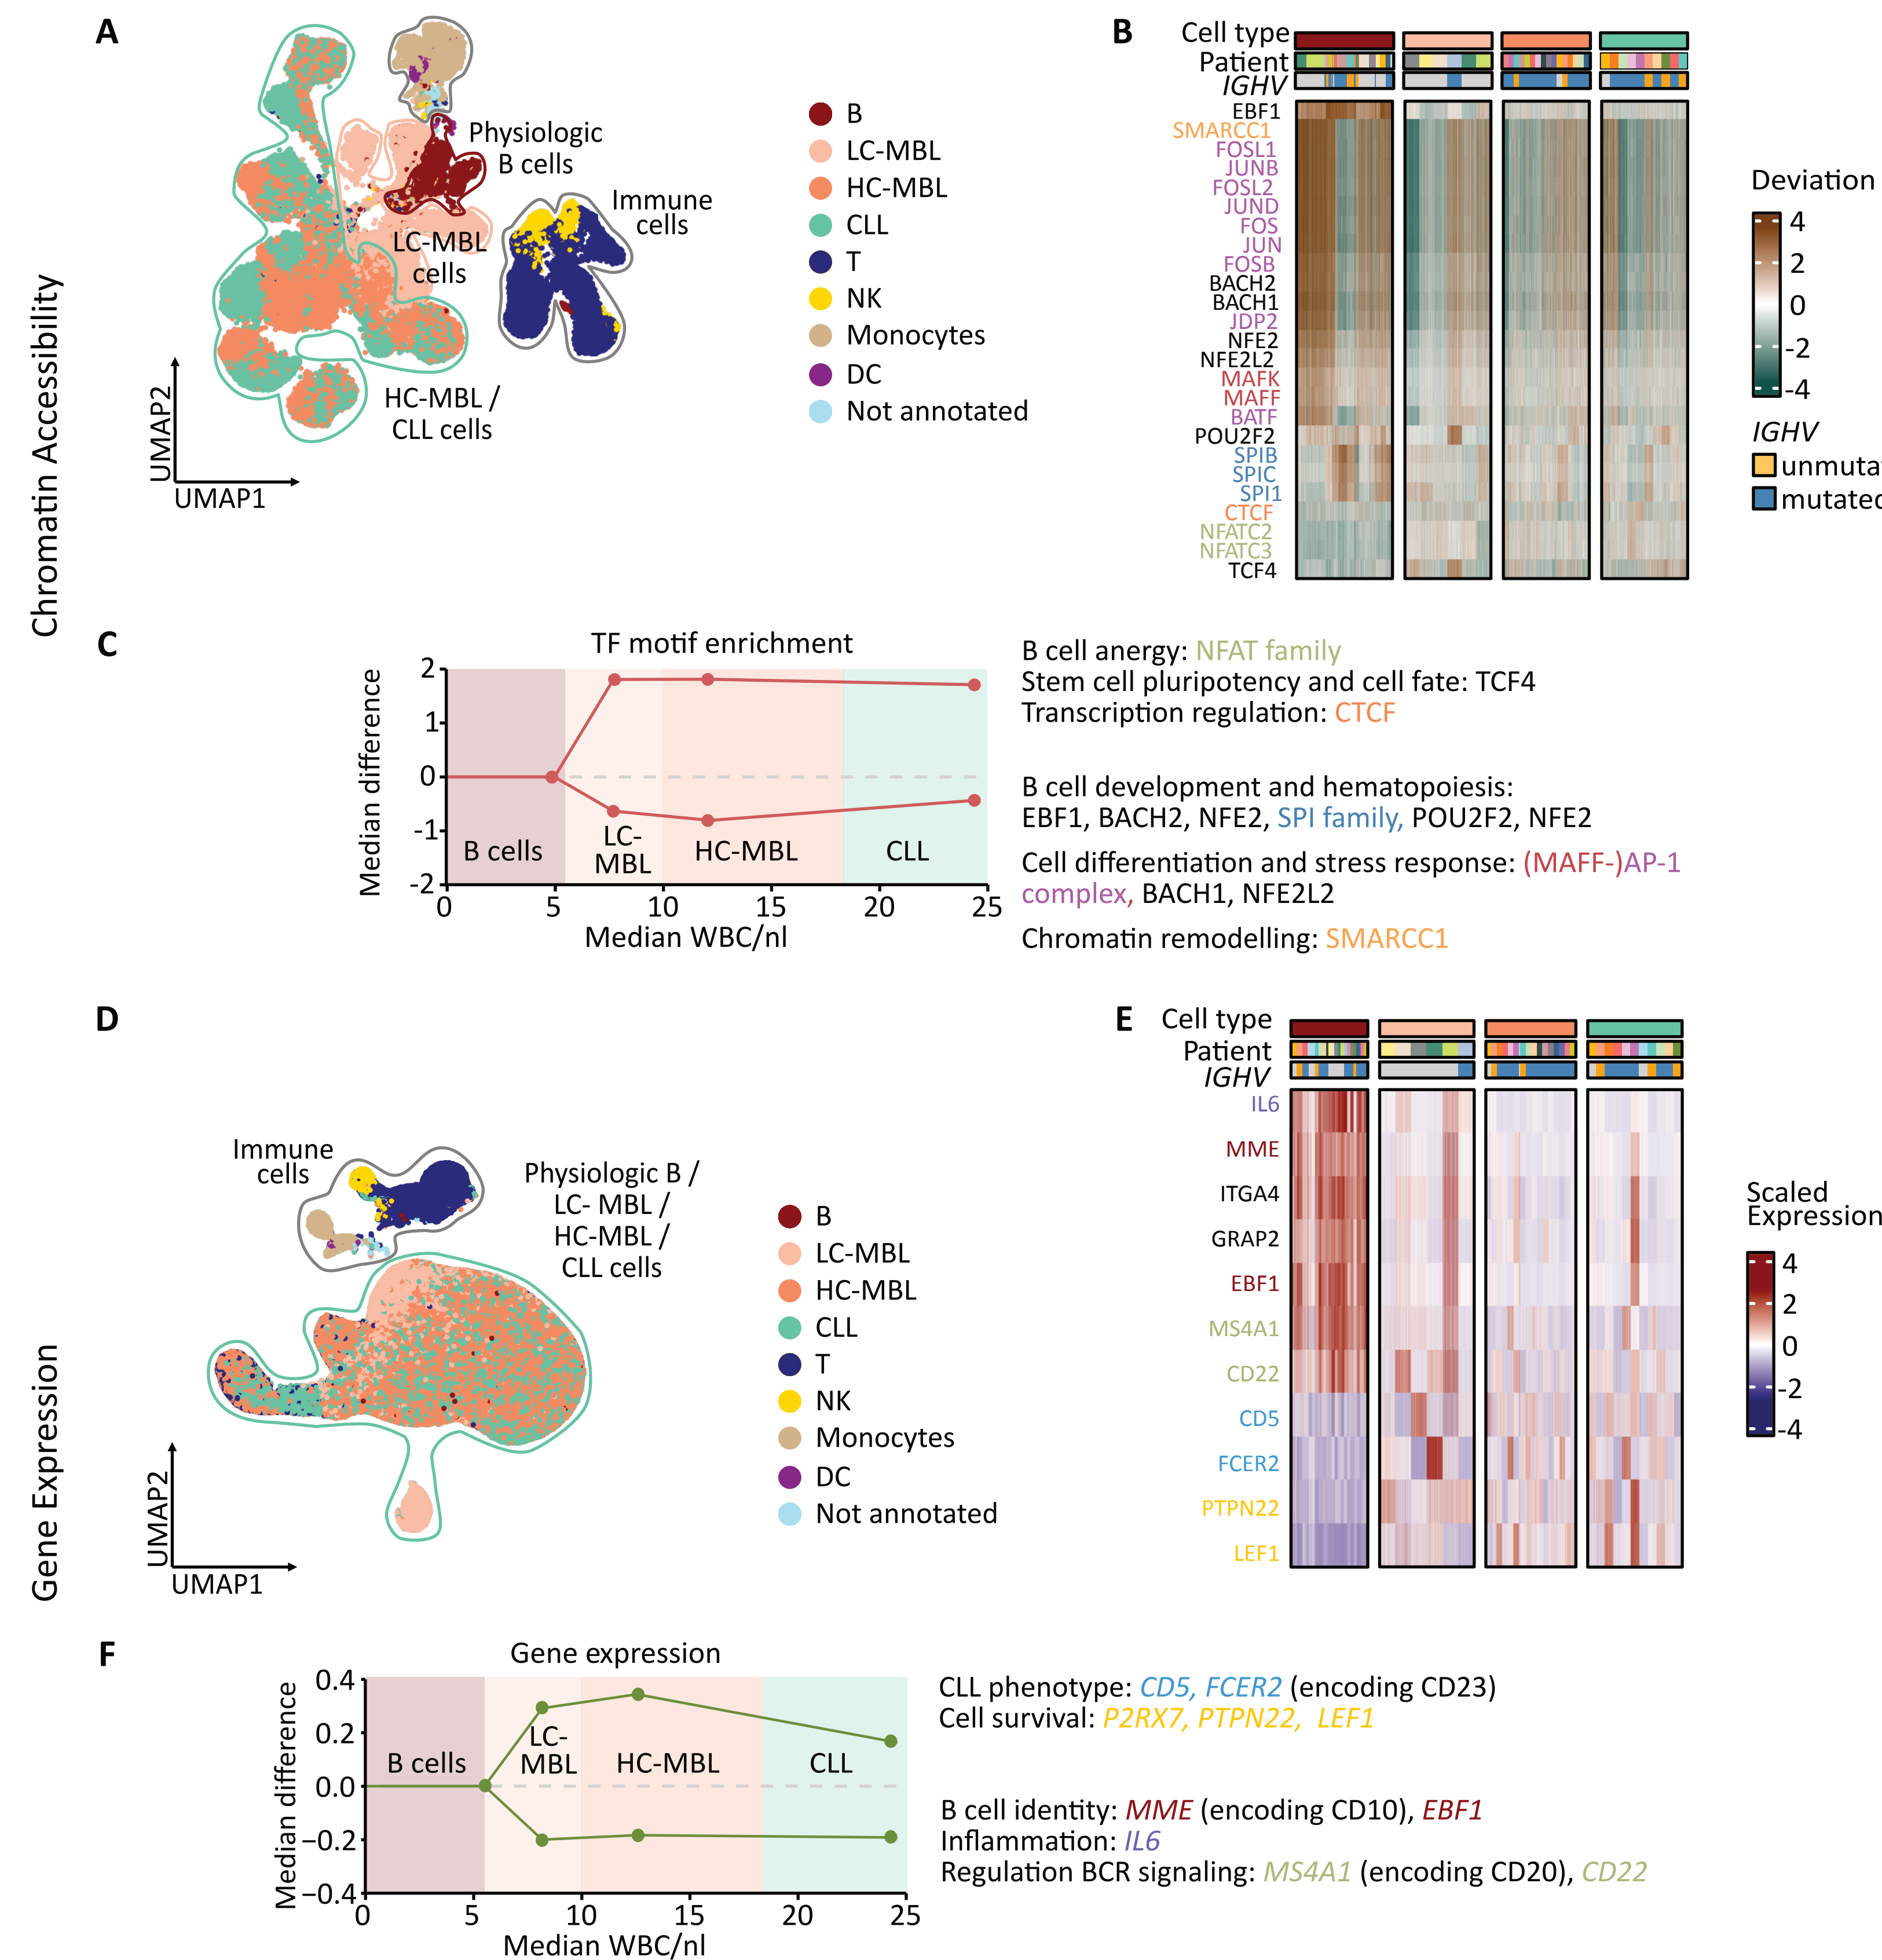 Chromatin Accessibility
A
Physiologic
B cells
Immune
cells
LC-MBL
cells
HC-MBL /
CLL cells
UMAP2
UMAP1
B
LC-MBL
HC-MBL
CLL
T
NK
Monocytes
DC
Not annotated
B
Cell type
Patient
IGHV
EBF1
SMARCC1
FOSL1
JUNB
FOSL2
JUND
FOS
JUN
FOSB
BACH2
BACH1
JDP2
NFE2
NFE2L2
MAFK
MAFF
BATF
POU2F2
SPIB
SPIC
SPI1
CTCF
NFATC2
NFATC3
TCF4
Deviation
4
2
0
-2
-4
IGHV
unmuta
mutated
C
TF motif enrichment
Median difference
2
1
0
-1
-2
B cells
LC-
MBL
HC-MBL
CLL
0
5
10
15
20
25
Median WBC/nl
B cell anergy: NFAT family
Stem cell pluripotency and cell fate: TCF4
Transcription regulation: CTCF
B cell development and hematopoiesis:
EBF1, BACH2, NFE2, SPI family, POU2F2, NFE2
Cell differentiation and stress response: (MAFF-)AP-1
complex, BACH1, NFE2L2
Chromatin remodelling: SMARCC1
Gene Expression
D
Immune
cells
Physiologic B /
LC- MBL /
HC-MBL /
CLL cells
UMAP2
UMAP1
B
LC-MBL
HC-MBL
CLL
T
NK
Monocytes
DC
Not annotated
E
Cell type
Patient
IGHV
IL6
MME
ITGA4
GRAP2
EBF1
MS4A1
CD22
CD5
FCER2
PTPN22
LEF1
Scaled
Expression
4
2
0
-2
-4
F
Gene expression
Median difference
0.4
0.2
0.0
−0.2
−0.4
B cells
LC-
MBL
HC-MBL
CLL
0
5
10
15
20
25
Median WBC/nl
CLL phenotype: CD5, FCER2 (encoding CD23)
Cell survival: P2RX7, PTPN22, LEF1
B cell identity: MME (encoding CD10), EBF1
Inflammation: IL6
Regulation BCR signaling: MS4A1 (encoding CD20), CD22